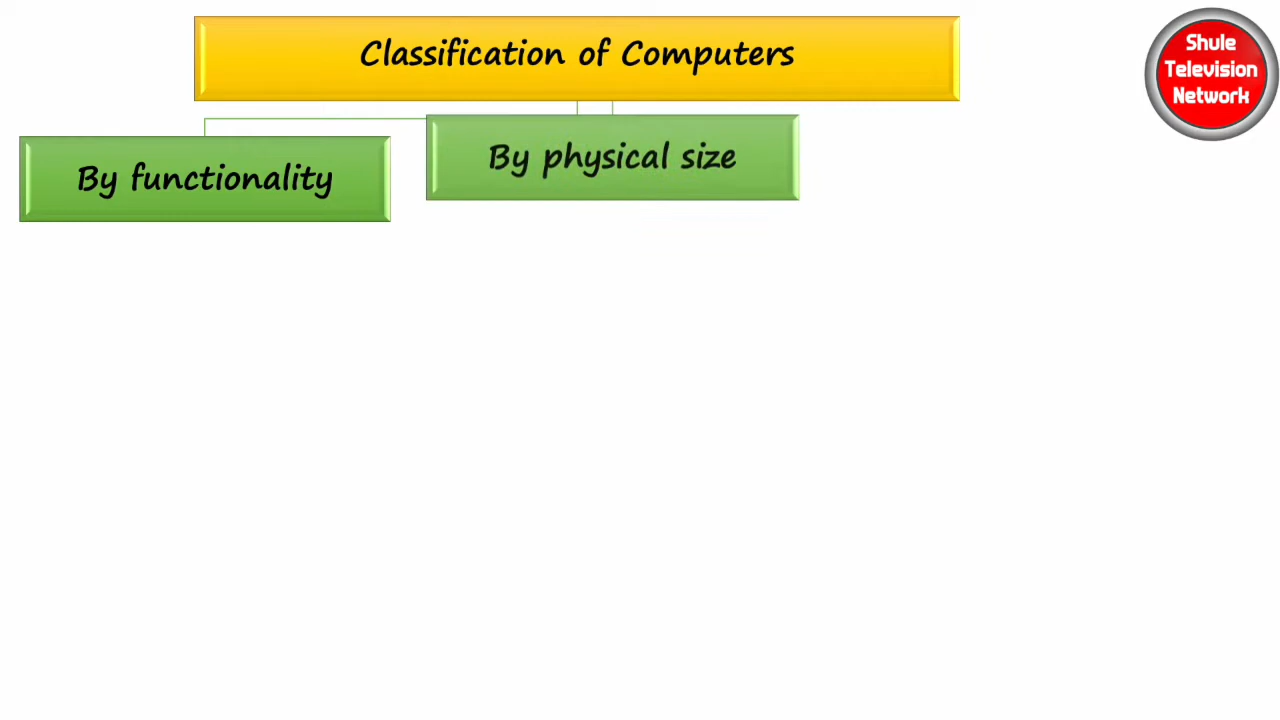 Classification of Computers
Shule
Television
Network
By functionality
By physical size